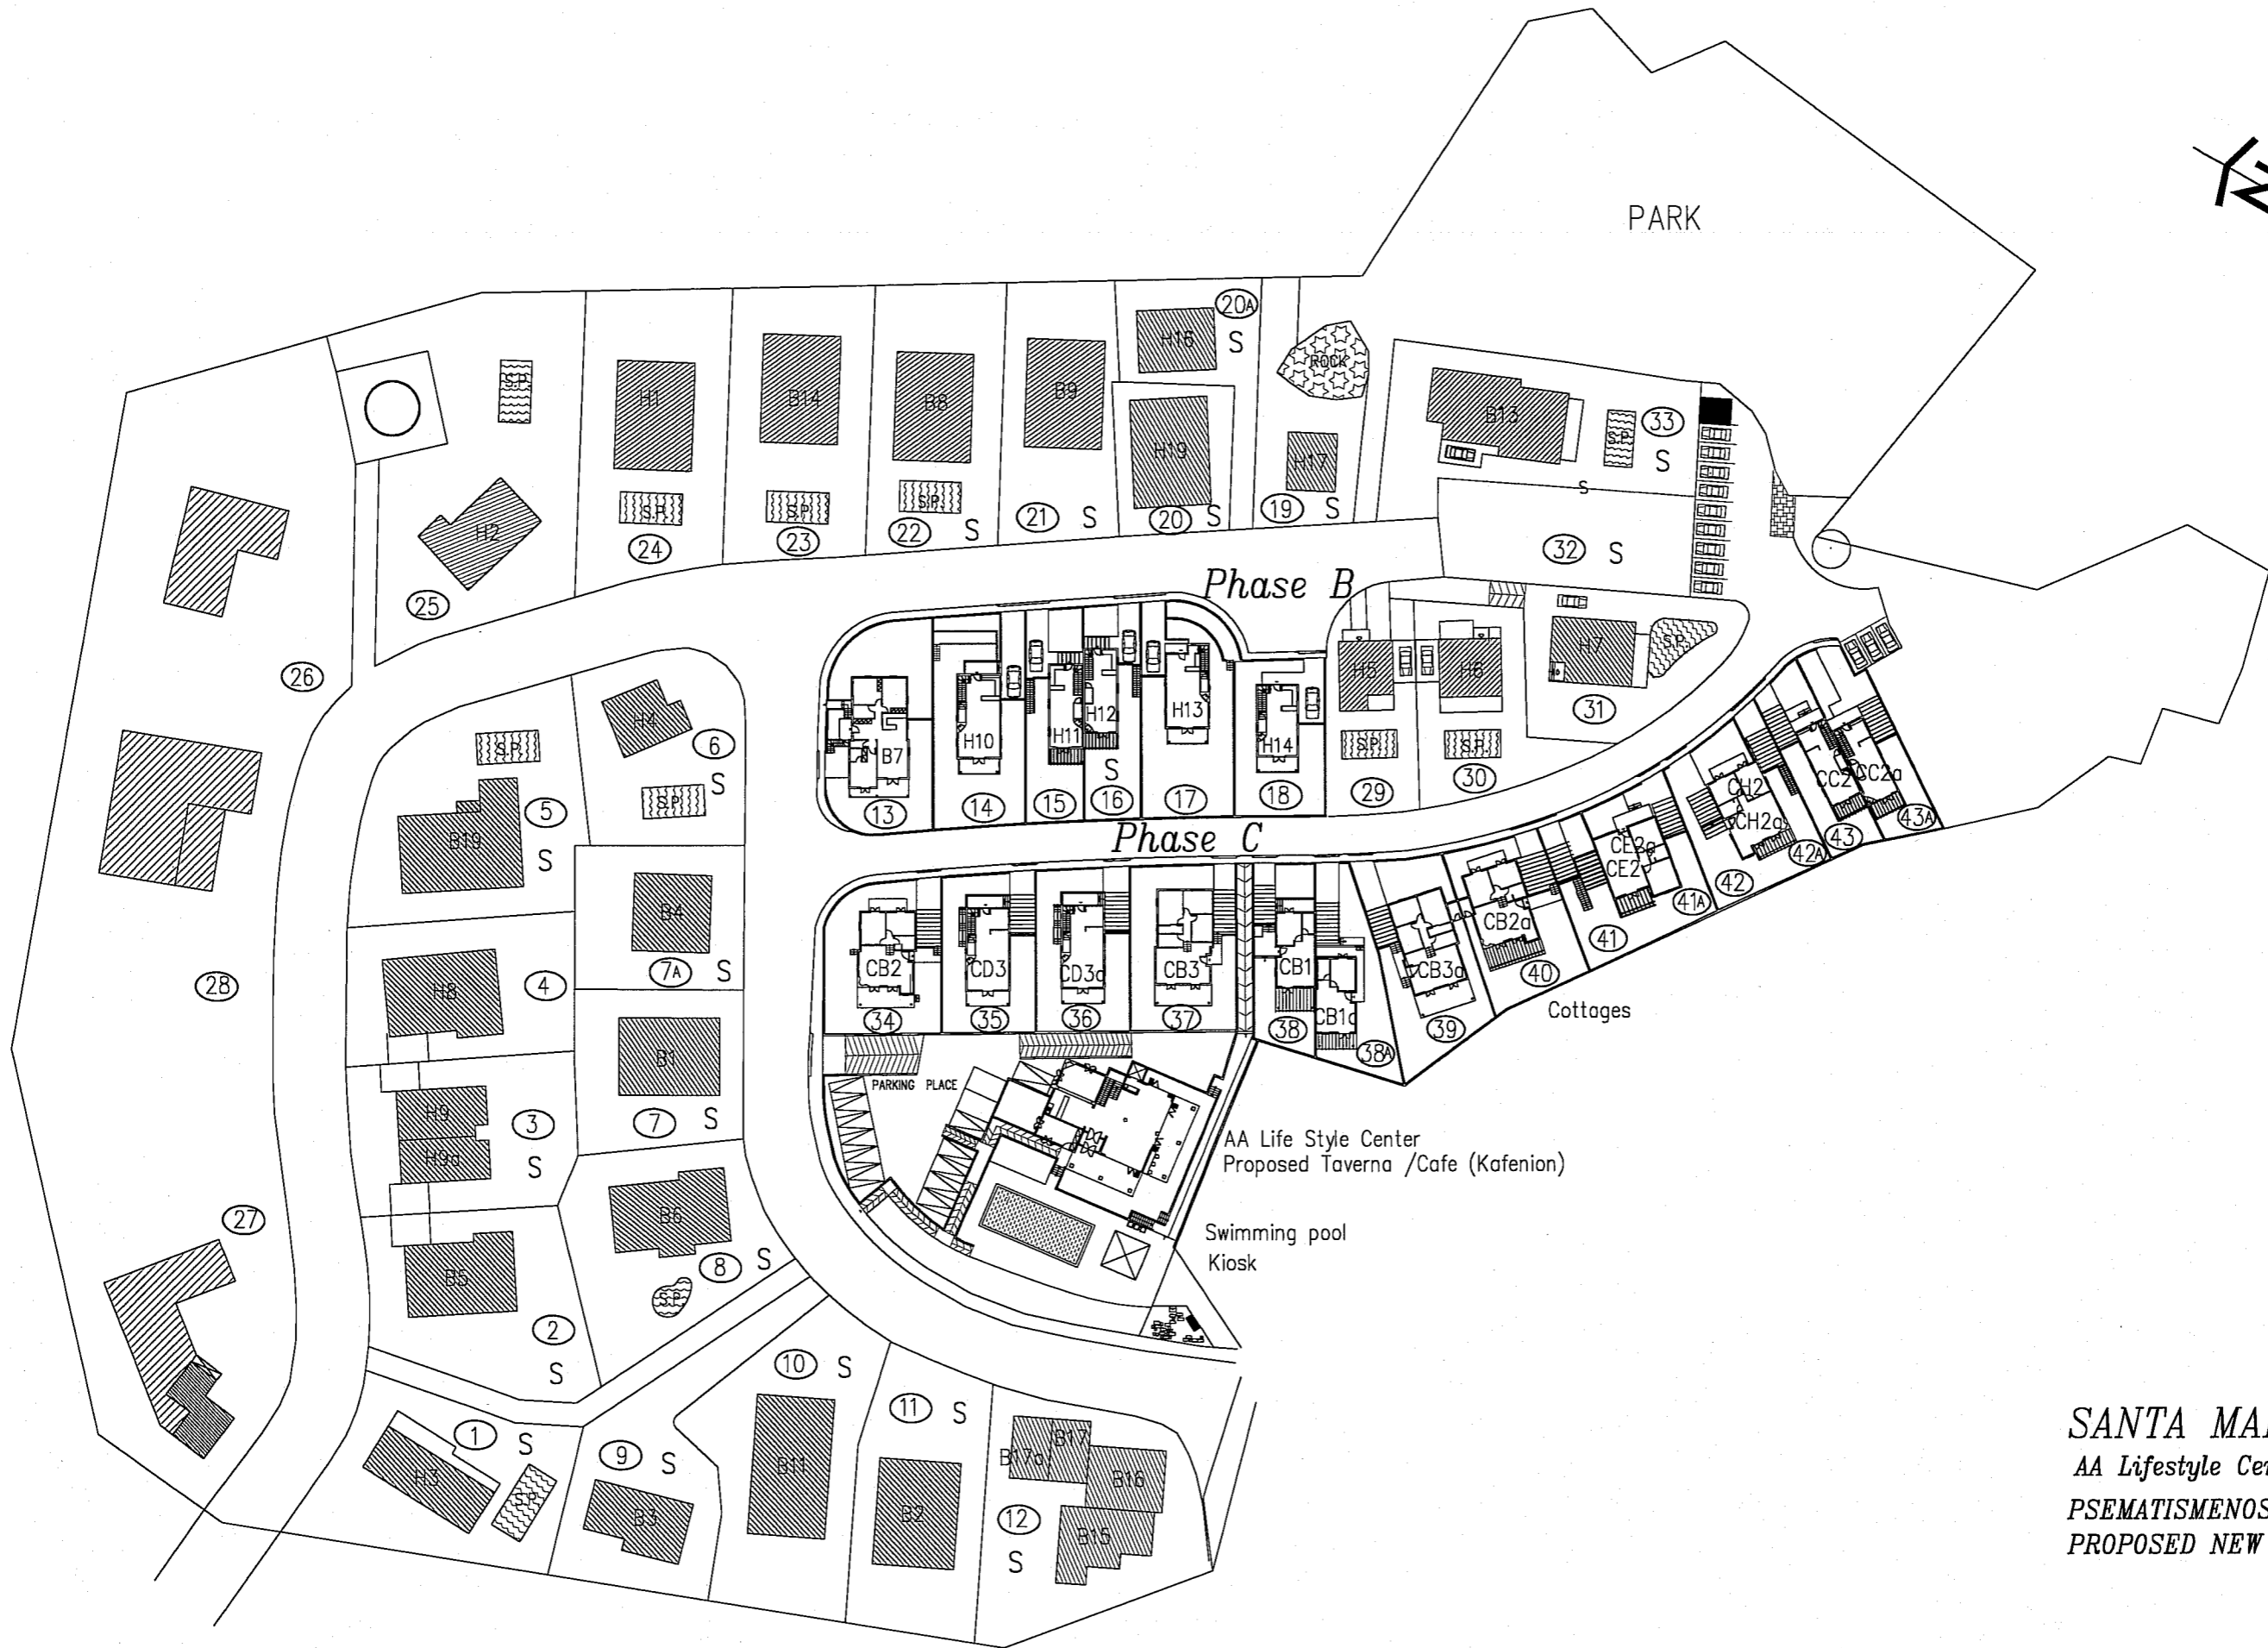 PARK
N
20A
H16
S
ROCK
S.P.
H1
B14
B8
B9
H19
H17
B13
S.P.
33
S
S
H2
S.P.
S.P.
S.P.
24
23
22
S
21
S
20
S
19
S
32
S
25
Phase B
26
H4
6
S
S.P.
S.P.
5
B19
S
B7
H10
H11
H12
S
H13
H14
H5
H6
H7
S.P.
31
S.P.
S.P.
13
14
15
16
17
18
29
30
Phase C
CH2
CH2a
CC2
CC2a
42A
43
43A
CE2a
CE2
41A
42
B4
7A
S
CB2
CD3
CD3a
CB3
CB1
CB1a
CB3a
CB2a
40
41
34
35
36
37
38
38A
39
Cottages
28
H8
4
B1
7
S
H9
H9a
3
S
PARKING PLACE
AA Life Style Center
Proposed Taverna /Cafe (Kafenion)
27
B6
8
S
S.P.
B5
2
S
Swimming pool
Kiosk
10
S
11
S
1
S
H3
S.P.
9
S
B3
B11
B2
B17a
B17
B16
B15
12
S
SANTA MA
AA Lifestyle Ce
PSEMATISMENOS
PROPOSED NEW